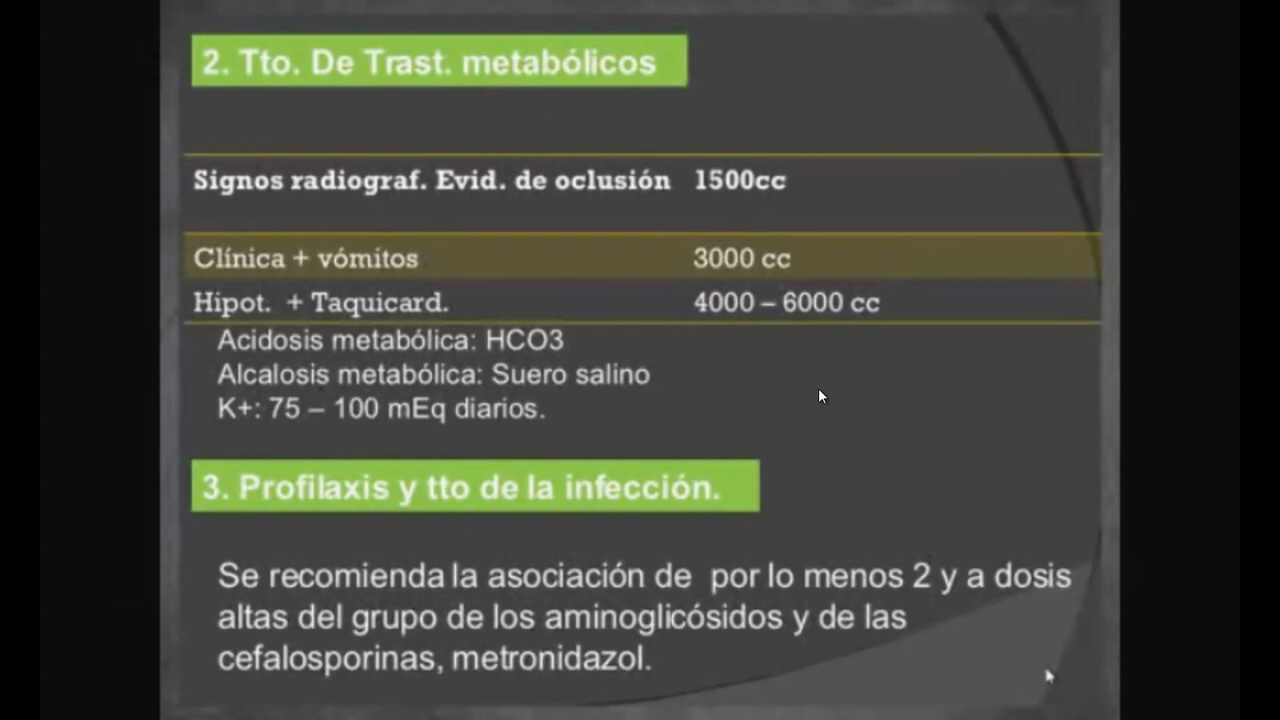 2. Tto. De Trast. metabólicos
Signos radiograf. Evid. de oclusión 1500cc
Clínica + vómitos 3000 cc
Hipot. + Taquicard. 4000 – 6000 cc
Acidosis metabólica: HCO3
Alcalosis metabólica: Suero salino
K+: 75 – 100 mEq diarios.
3. Profilaxis y tto de la infección.
Se recomienda la asociación de por lo menos 2 y a dosis
altas del grupo de los aminoglicósidos y de las
cefalosporinas, metronidazol.